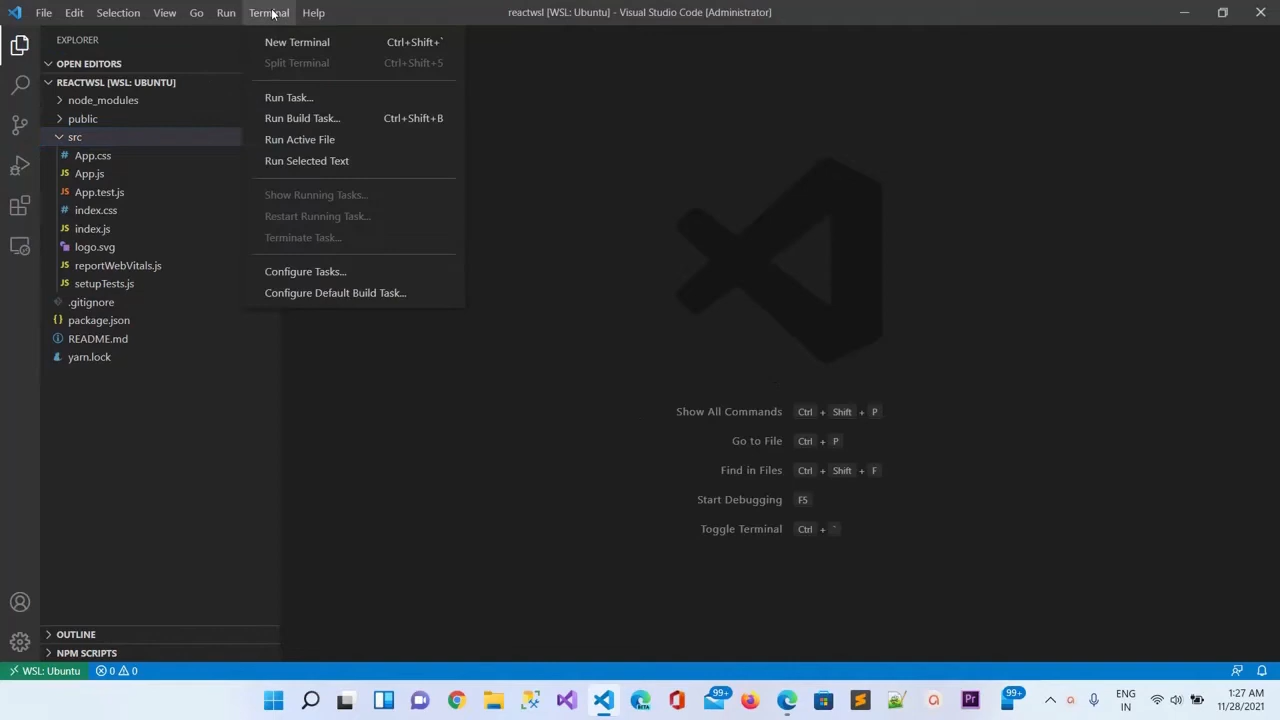 File Edit Selection View Go Run Terminal Help
reactwsl [WSL: Ubuntu] - Visual Studio Code [Administrator]
EXPLORER
OPEN EDITORS
REACTWSL [WSL: UBUNTU]
node_modules
public
src
App.css
App.js
App.test.js
index.css
index.js
logo.svg
reportWebVitals.js
setupTests.js
.gitignore
package.json
README.md
yarn.lock
OUTLINE
NPM SCRIPTS
New Terminal Ctrl+Shift+`
Split Terminal Ctrl+Shift+5
Run Task...
Run Build Task... Ctrl+Shift+B
Run Active File
Run Selected Text
Show Running Tasks...
Restart Running Task...
Terminate Task...
Configure Tasks...
Configure Default Build Task...
Show All Commands Ctrl + Shift + P
Go to File Ctrl + P
Find in Files Ctrl + Shift + F
Start Debugging F5
Toggle Terminal Ctrl + `
WSL: Ubuntu 0 0
99+
BETA
Pr
99+
ENG
IN
1:27 AM
11/28/2021